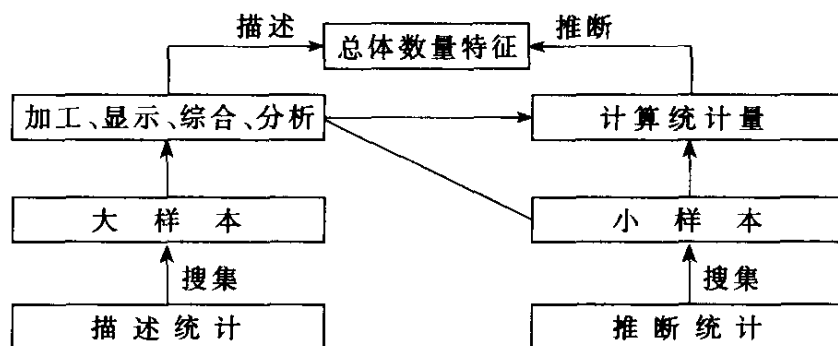 描述
总体数量特征
推断
加工、显示、综合、分析
计算统计量
大样本
小样本
搜集
搜集
描述统计
推断统计